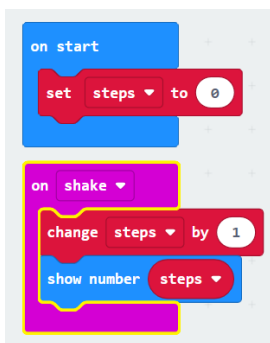 on start
set steps to 0
on shake
change steps by 1
show number steps